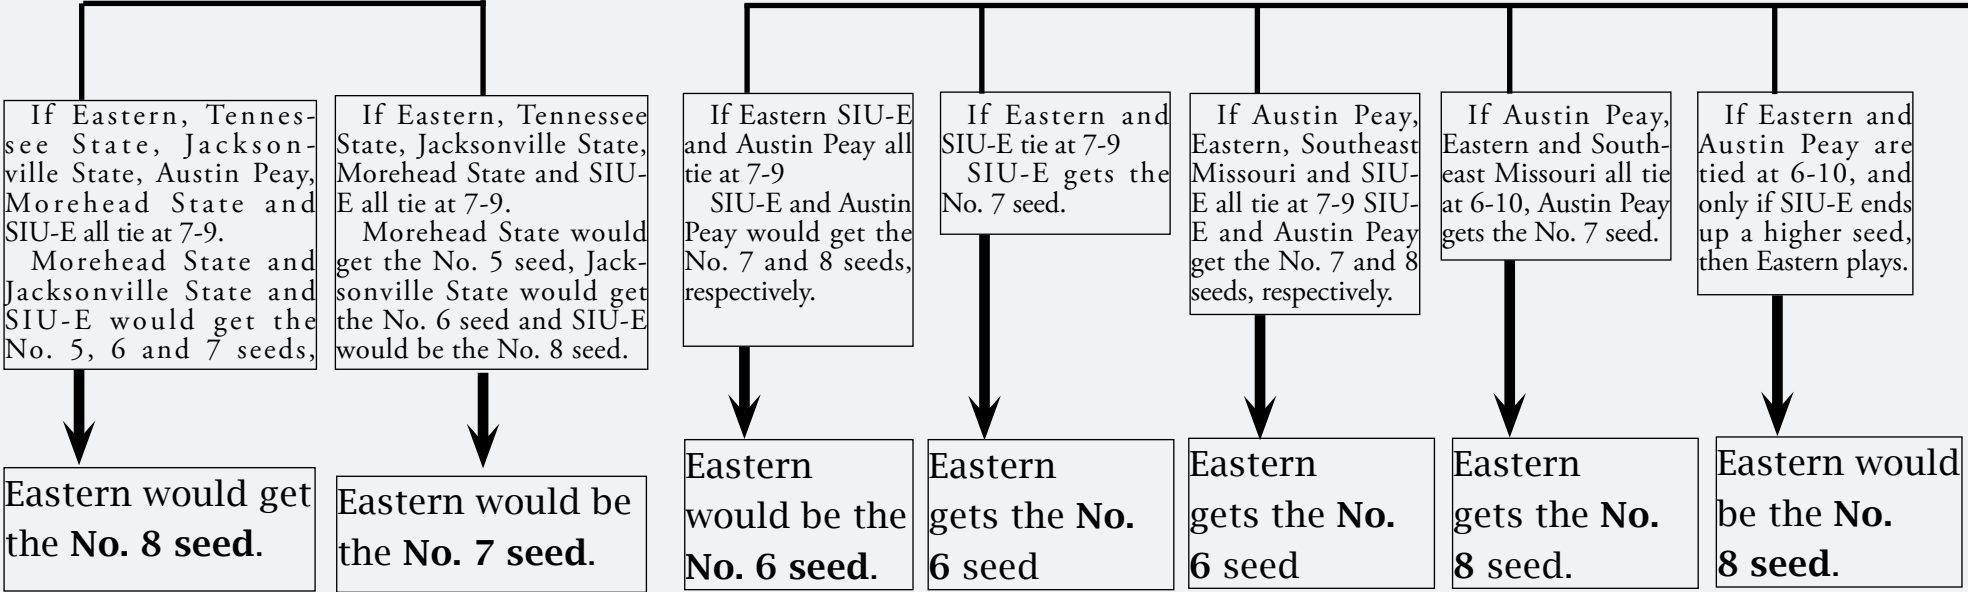 If Eastern, Tennes-
see State, Jackson-
ville State, Austin Peay,
Morehead State and
SIU-E all tie at 7-9.
Morehead State and
Jacksonville State and
SIU-E would get the
No. 5, 6 and 7 seeds,
Eastern would get
the No. 8 seed.
If Eastern, Tennessee
State, Jacksonville State,
Morehead State and SIU-
E all tie at 7-9.
Morehead State would
get the No. 5 seed, Jack-
sonville State would get
the No. 6 seed and SIU-E
would be the No. 8 seed.
Eastern would be
the No. 7 seed.
If Eastern SIU-E
and Austin Peay all
tie at 7-9
SIU-E and Austin
Peay would get the
No. 7 and 8 seeds,
respectively.
Eastern
would be the
No. 6 seed.
If Eastern and
SIU-E tie at 7-9
SIU-E gets the
No. 7 seed.
Eastern
gets the No.
6 seed
If Austin Peay,
Eastern, Southeast
Missouri and SIU-
E all tie at 7-9 SIU-
E and Austin Peay
get the No. 7 and 8
seeds, respectively.
Eastern
gets the No.
6 seed
If Austin Peay,
Eastern and South-
east Missouri all tie
at 6-10, Austin Peay
gets the No. 7 seed.
Eastern
gets the No.
8 seed.
If Eastern and
Austin Peay are
tied at 6-10, and
only if SIU-E ends
up a higher seed,
then Eastern plays.
Eastern would
be the No.
8 seed.